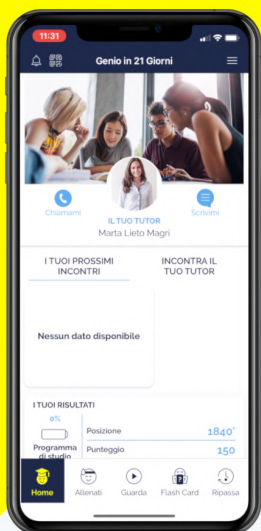 11:31
Genio in 21 Giorni
Chiamami
Scrivimi
IL TUO TUTOR
Marta Lieto Magri
I TUOI PROSSIMI
INCONTRI
INCONTRA IL
TUO TUTOR
Nessun dato disponibile
I TUOI RISULTATI
0%
Programma
di studio
Posizione
1840°
Punteggio
150
Home
Allenati
Guarda
Flash Card
Ripassa